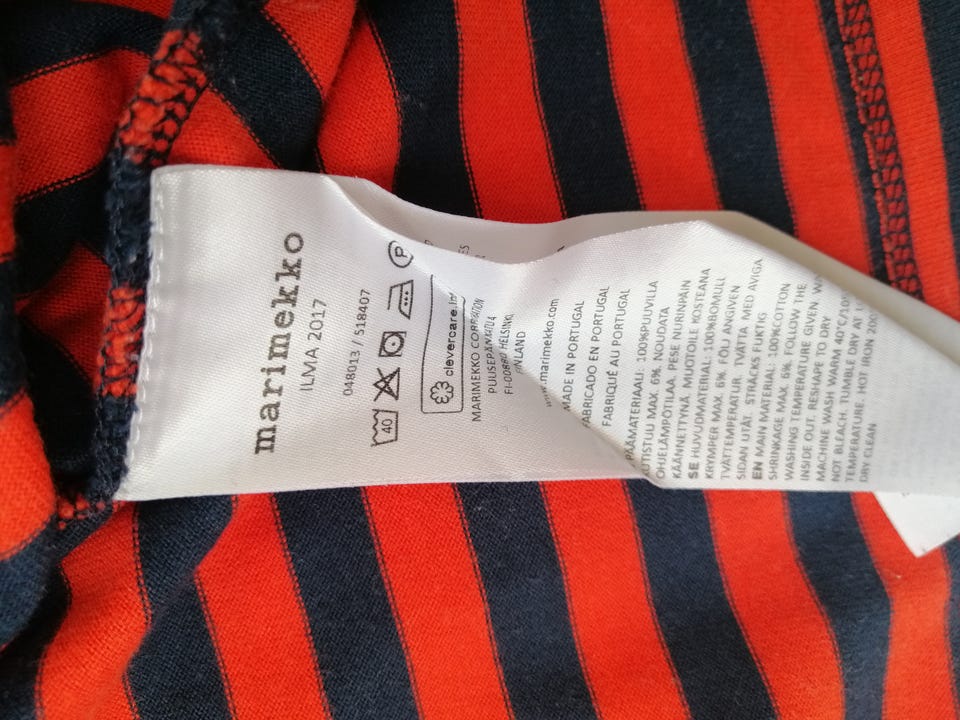 marimekko
ILMA, 2017
048013 / 518407
40
P
clevercare.info
MARIMEKKO CORPORATION
PUUSEPÄNKATU 4
FI-00880 HELSINKI
FINLAND
www.marimekko.com
MADE IN PORTUGAL
FABRICADO EN PORTUGAL
FABRIQUÉ AU PORTUGAL
PÄÄMATERIAALI: 100%PUUVILLA
KUTISTUU MAX. 6%. NOUDATA
OHJELÄMPÖTILAA. PESE NURINPÄIN
KÄÄNNETTYNÄ. MUOTOILE KOSTEANA
SE HUVUDMATERIAL: 100%BOMULL
KRYMPER MAX. 6%. FÖLJ ANGIVEN
TVÄTTEMPERATUR. TVÄTTA MED AVIGA
SIDAN UTÅT. STRÄCKS FUKTIG
EN MAIN MATERIAL: 100%COTTON
SHRINKAGE MAX. 6%. FOLLOW THE
WASHING TEMPERATURE GIVEN.
INSIDE OUT. RESHAPE TO DRY
MACHINE WASH WARM 40°C/10
NOT BLEACH. TUMBLE DRY AT
TEMPERATURE. HOT IRON 200
DRY CLEAN